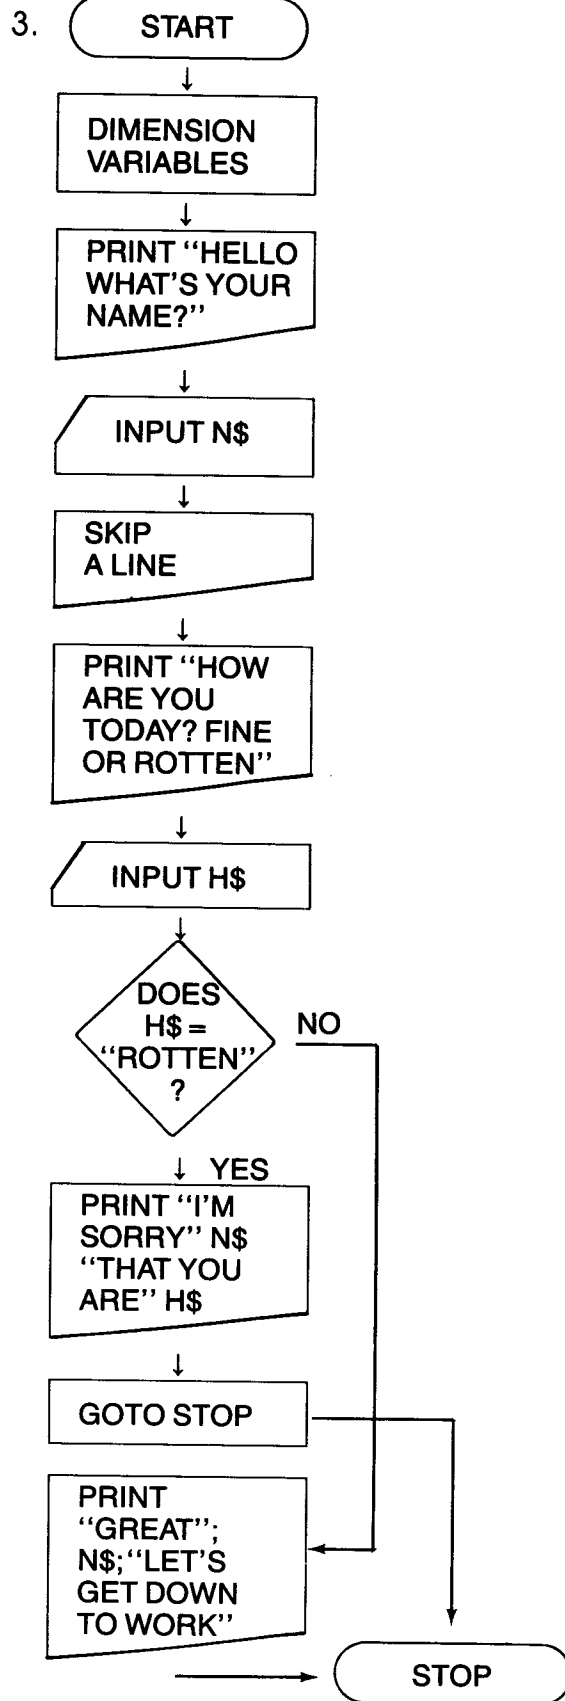 3.
START
DIMENSION
VARIABLES
PRINT “HELLO
WHAT'S YOUR
NAME?”
INPUT N$
SKIP
A LINE
PRINT “HOW
ARE YOU
TODAY? FINE
OR ROTTEN”
INPUT H$
DOES
H$ =
“ROTTEN”
?
NO
YES
PRINT “I'M
SORRY” N$
“THAT YOU
ARE” H$
GOTO STOP
PRINT
“GREAT”;
N$;“LET'S
GET DOWN
TO WORK”
STOP